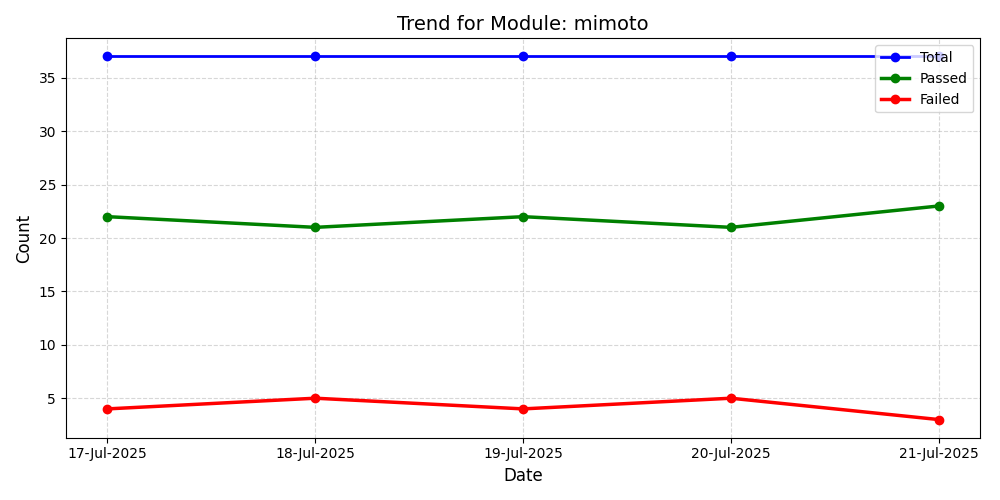 Trend for Module: mimoto
Total
Passed
Failed
Count
35
30
25
20
15
10
5
17-Jul-2025
18-Jul-2025
19-Jul-2025
20-Jul-2025
21-Jul-2025
Date